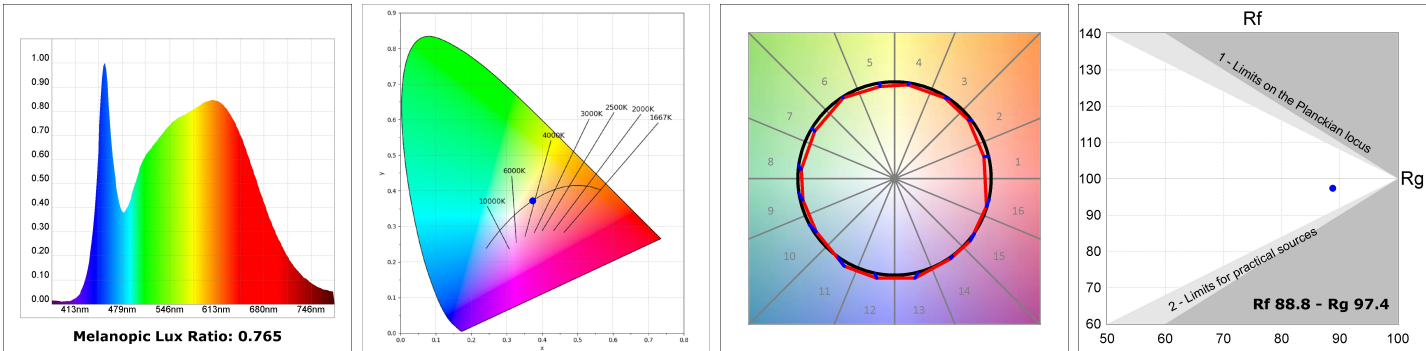 1.00
0.90
0.80
0.70
0.60
0.50
0.40
0.30
0.20
0.10
0.00
413nm 479nm 546nm 613nm 680nm 746nm
Melanopic Lux Ratio: 0.765
0.9
0.8
0.7
0.6
0.5
0.4
0.3
0.2
0.1
0.0
y
0.0 0.1 0.2 0.3 0.4 0.5 0.6 0.7 0.8
x
1667K
2000K
2500K
3000K
4000K
6000K
10000K
1
2
3
4
5
6
7
8
9
10
11
12
13
14
15
16
Rf
140
130
120
110
100
90
80
70
60
50 60 70 80 90 100
Rg
1 - Limits on the Planckian locus
2 - Limits for practical sources
Rf 88.8 - Rg 97.4